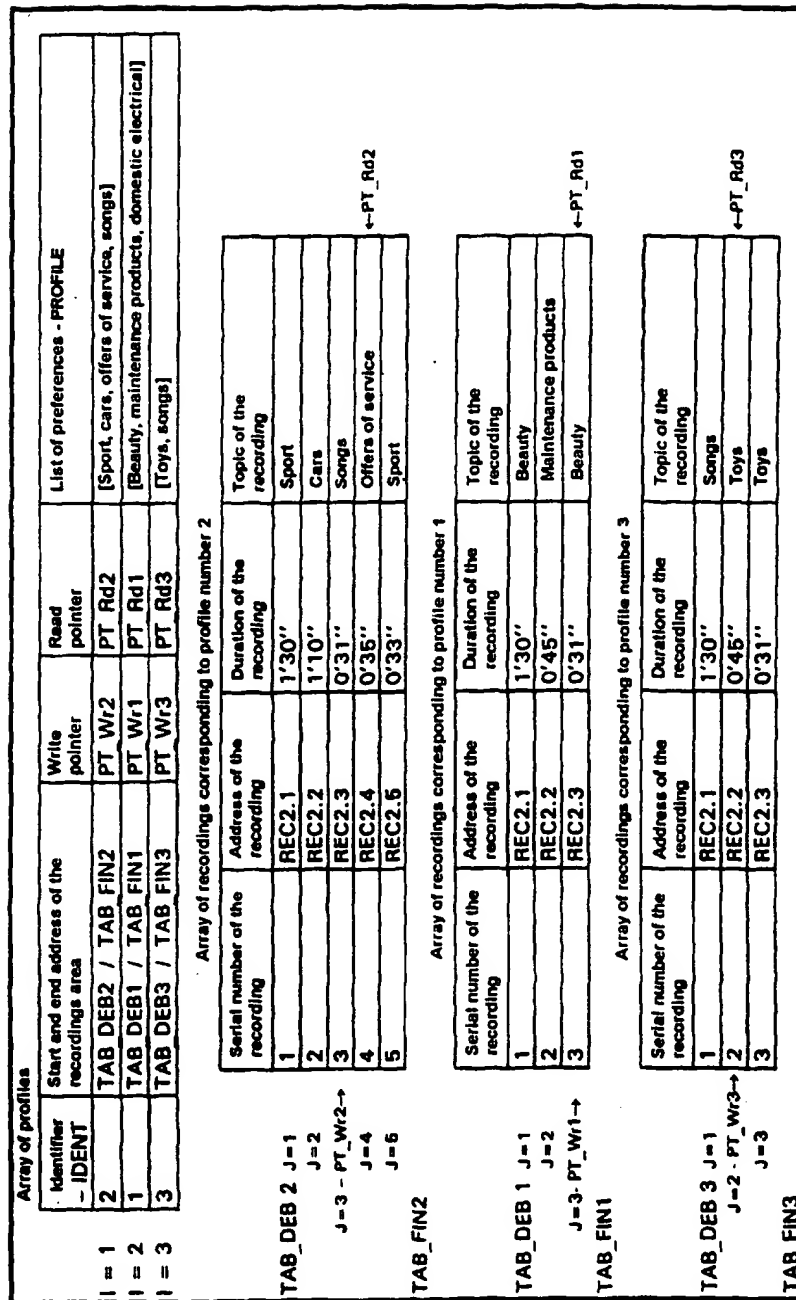 Array of profiles
Identifier - IDENT | Start and end address of the recordings area | Write pointer | Read pointer | List of preferences - PROFILE
I = 1 | 2 | TAB DEB2 / TAB FIN2 | PT Wr2 | PT Rd2 | [Sport, cars, offers of service, songs]
I = 2 | 1 | TAB DEB1 / TAB FIN1 | PT Wr1 | PT Rd1 | [Beauty, maintenance products, domestic electrical]
I = 3 | 3 | TAB DEB3 / TAB FIN3 | PT Wr3 | PT Rd3 | [Toys, songs]
Array of recordings corresponding to profile number 2
Serial number of the recording | Address of the recording | Duration of the recording | Topic of the recording
TAB_DEB 2 J=1 | 1 | REC2.1 | 1'30'' | Sport
J=2 | 2 | REC2.2 | 1'10'' | Cars
J=3 - PT_Wr2→ | 3 | REC2.3 | 0'31'' | Songs
J=4 | 4 | REC2.4 | 0'35'' | Offers of service | ←PT_Rd2
J=5 | 5 | REC2.5 | 0'33'' | Sport
TAB_FIN2
Array of recordings corresponding to profile number 1
Serial number of the recording | Address of the recording | Duration of the recording | Topic of the recording
TAB_DEB 1 J=1 | 1 | REC2.1 | 1'30'' | Beauty
J=2 | 2 | REC2.2 | 0'45'' | Maintenance products
J=3- PT_Wr1→ | 3 | REC2.3 | 0'31'' | Beauty | ←PT_Rd1
TAB_FIN1
Array of recordings corresponding to profile number 3
Serial number of the recording | Address of the recording | Duration of the recording | Topic of the recording
TAB_DEB 3 J=1 | 1 | REC2.1 | 1'30'' | Songs
J=2 - PT_Wr3→ | 2 | REC2.2 | 0'45'' | Toys | ←PT_Rd3
J=3 | 3 | REC2.3 | 0'31'' | Toys
TAB_FIN3